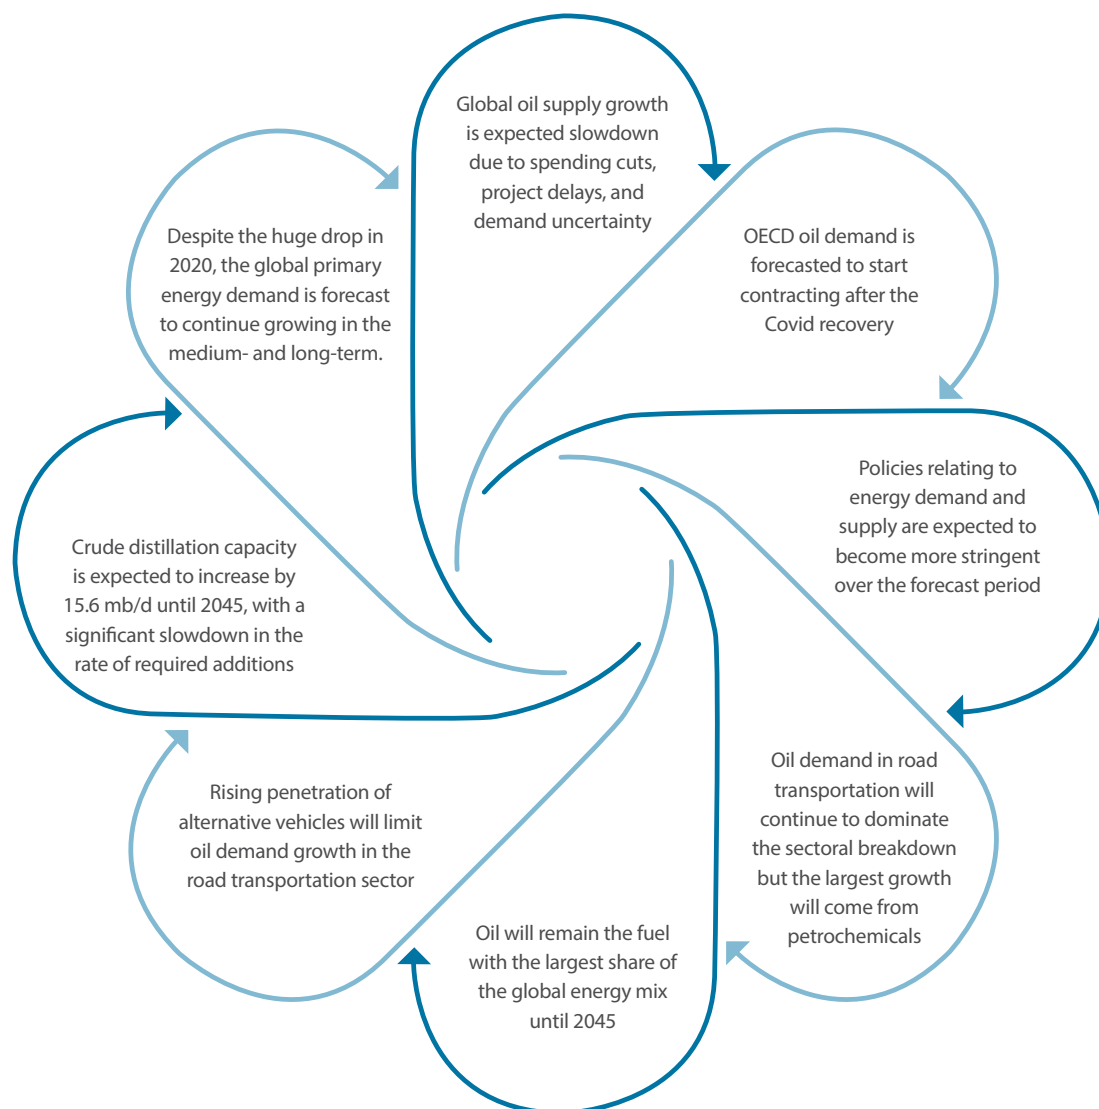 Global oil supply growth
is expected slowdown
due to spending cuts,
project delays, and
demand uncertainty
OECD oil demand is
forecasted to start
contracting after the
Covid recovery
Policies relating to
energy demand and
supply are expected to
become more stringent
over the forecast period
Oil demand in road
transportation will
continue to dominate
the sectoral breakdown
but the largest growth
will come from
petrochemicals
Oil will remain the fuel
with the largest share of
the global energy mix
until 2045
Rising penetration of
alternative vehicles will limit
oil demand growth in the
road transportation sector
Crude distillation capacity
is expected to increase by
15.6 mb/d until 2045, with a
significant slowdown in the
rate of required additions
Despite the huge drop in
2020, the global primary
energy demand is forecast
to continue growing in the
medium- and long-term.